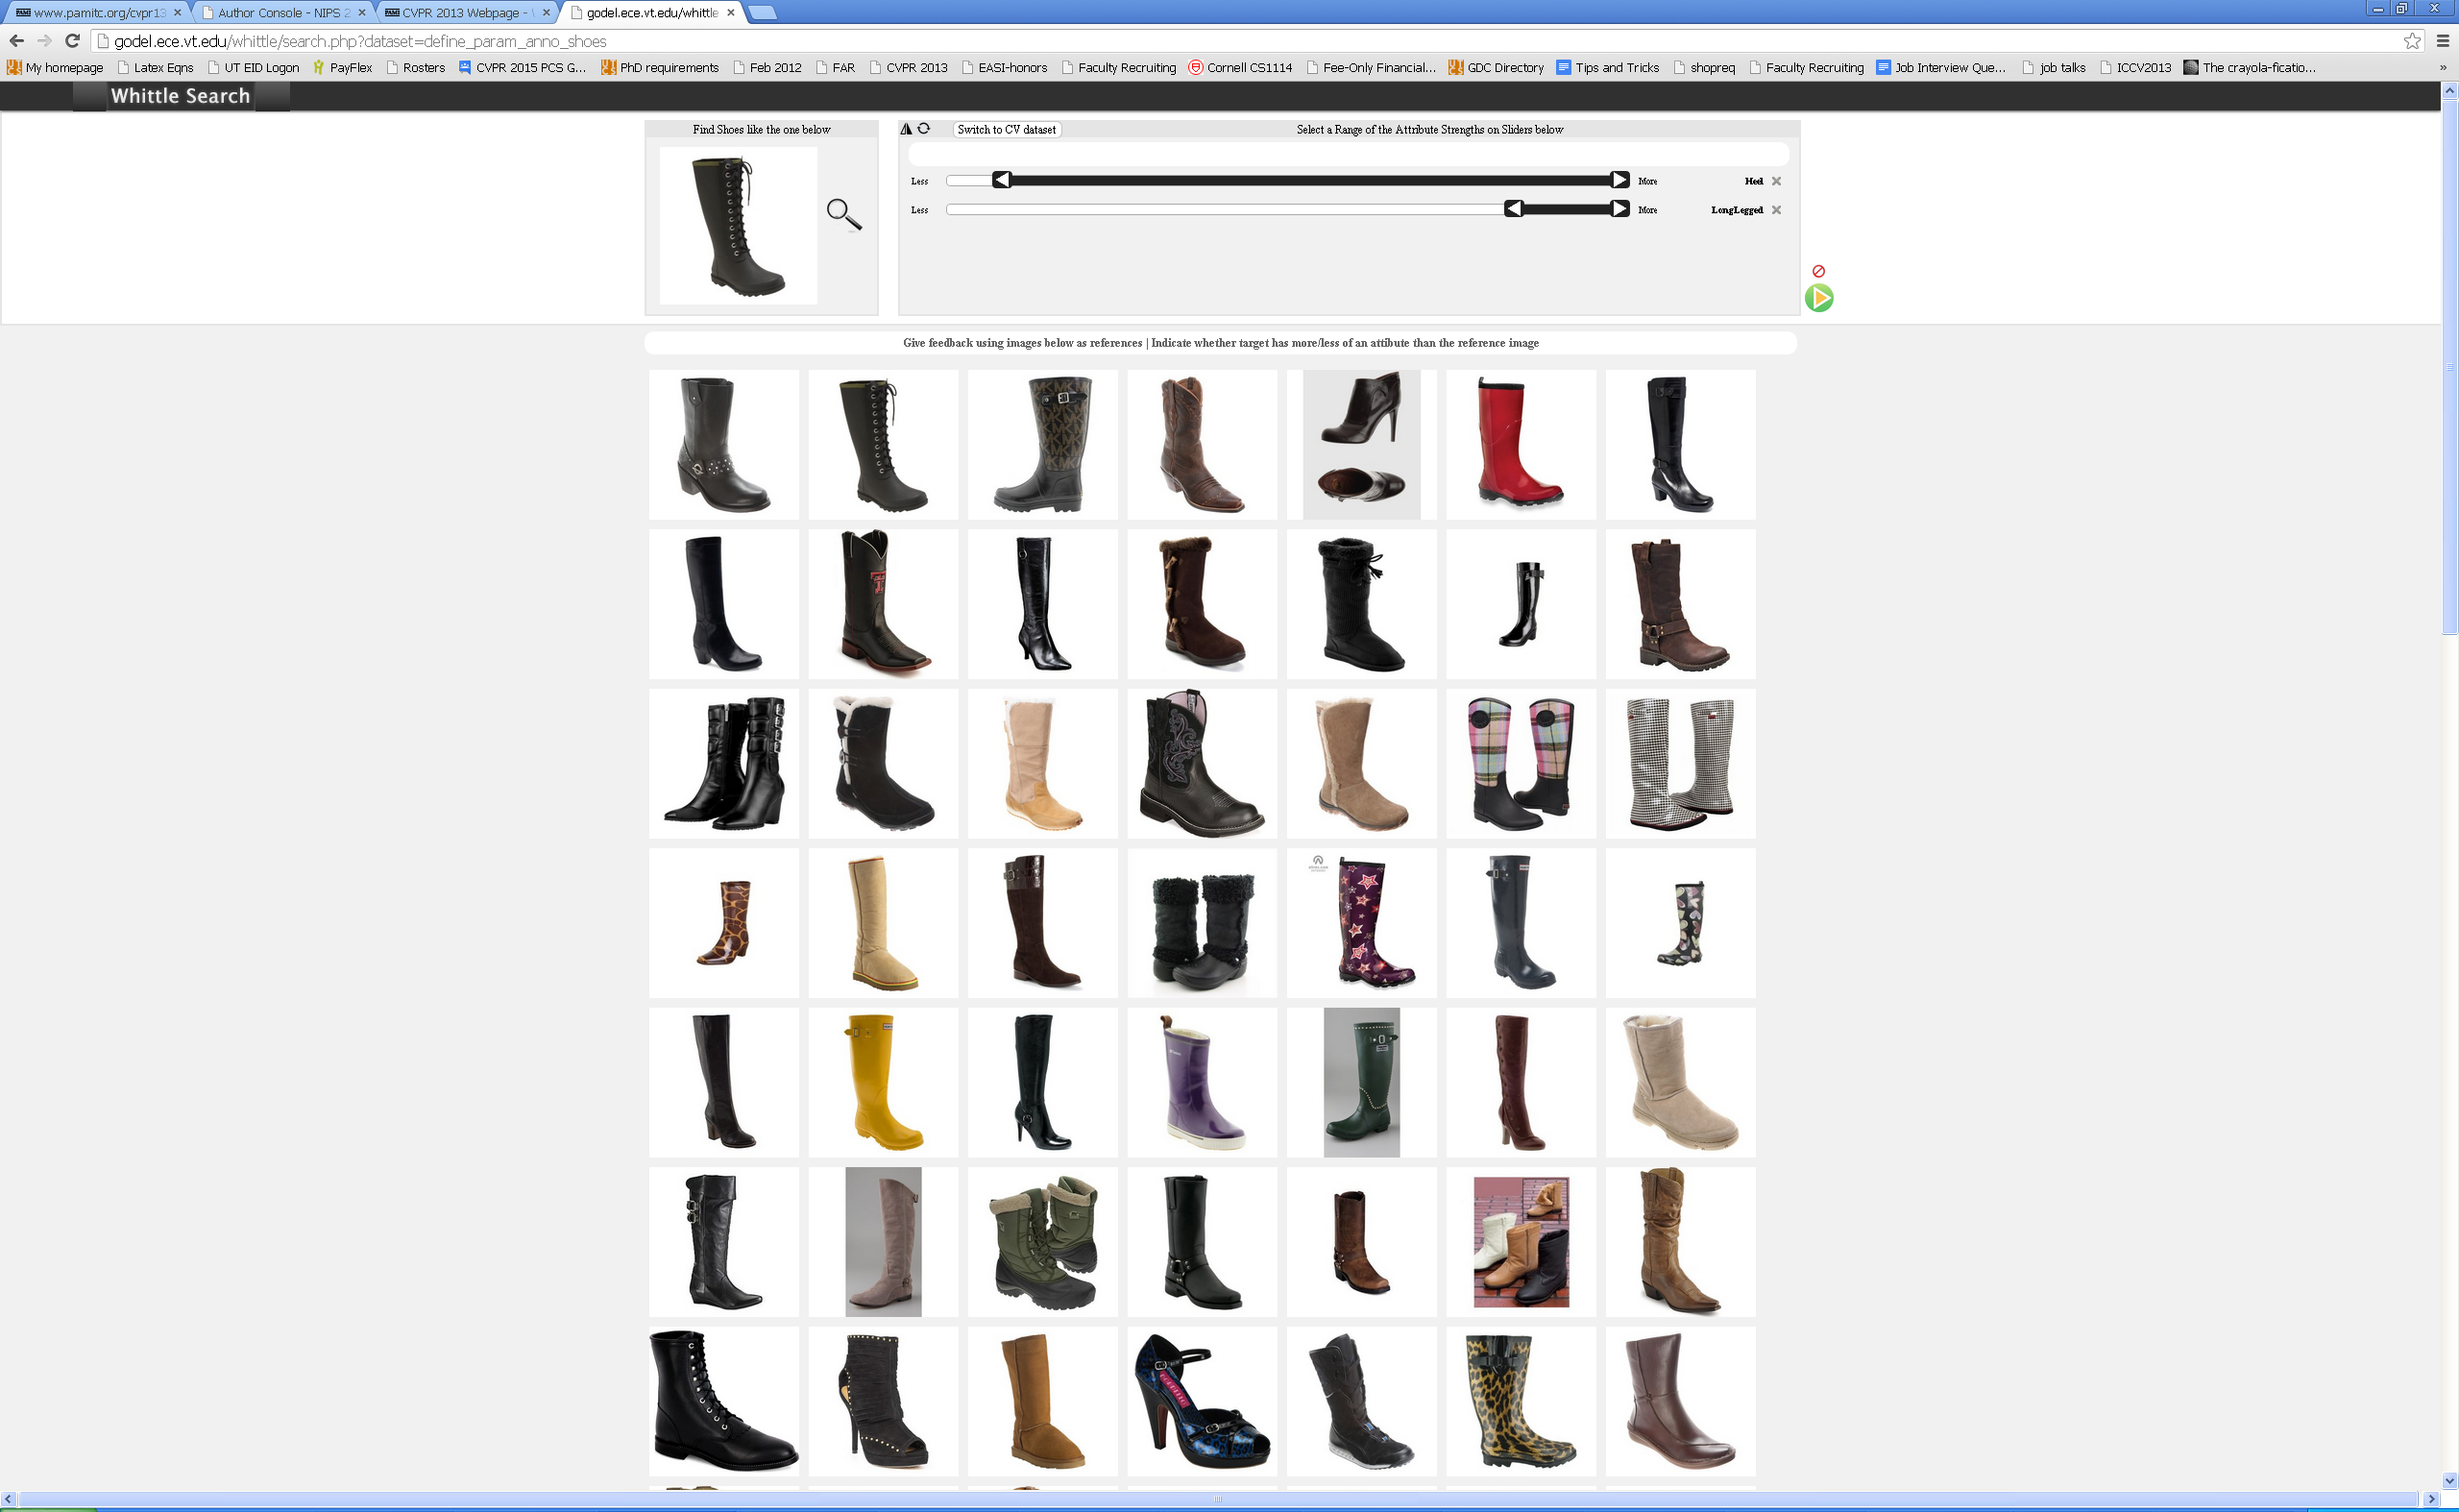 www.pamitc.org/cvpr13
Author Console - NIPS 2
CVPR 2013 Webpage -
godel.ece.vt.edu/whittle
godel.ece.vt.edu/whittle/search.php?dataset=define_param_anno_shoes
My homepage Latex Eqns UT EID Logon PayFlex Rosters CVPR 2015 PCS G... PhD requirements Feb 2012 FAR CVPR 2013 EASI-honors Faculty Recruiting Cornell CS1114 Fee-Only Financial... GDC Directory Tips and Tricks shopreq Faculty Recruiting Job Interview Que... job talks ICCV2013 The crayola-ficatio... »
Whittle Search
Find Shoes like the one below
Switch to CV dataset
Select a Range of the Attribute Strengths on Sliders below
Less More Heel
Less More LongLegged
Give feedback using images below as references | Indicate whether target has more/less of an attibute than the reference image